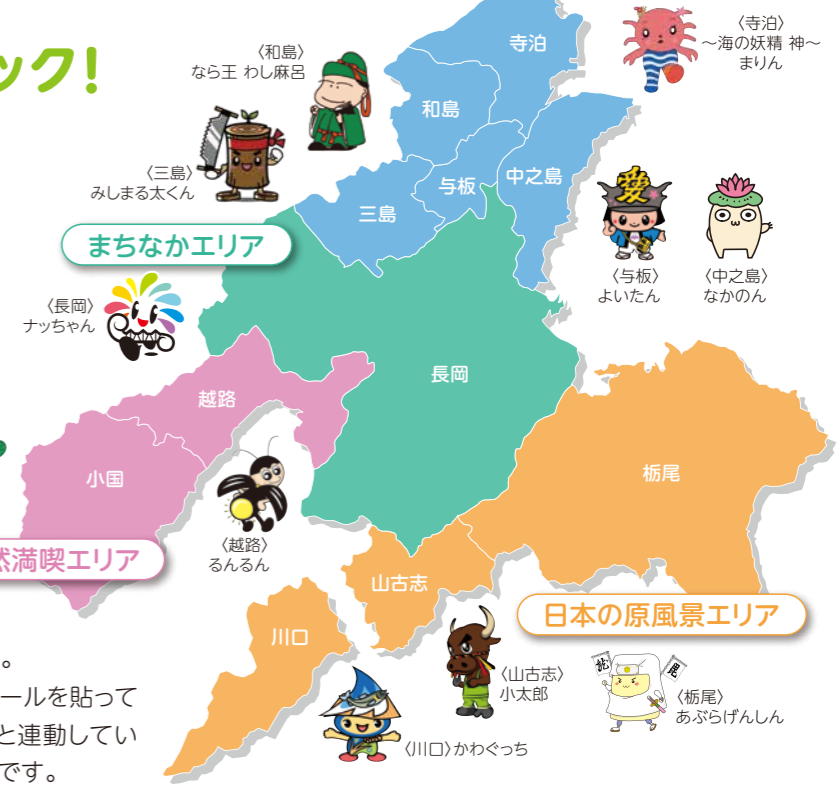 ック!
寺泊
〈寺泊〉
～海の妖精 神～
まりん
〈和島〉
なら王 わし麻呂
和島
〈三島〉
みしまる太くん
中之島
与板
三島
愛
〈与板〉
よいたん
〈中之島〉
なかのん
まちなかエリア
〈長岡〉
ナッちゃん
長岡
越路
小国
栃尾
〈越路〉
るんるん
然満喫エリア
山古志
川口
日本の原風景エリア
〈山古志〉
小太郎
〈栃尾〉
あぶらげんしん
〈川口〉かわぐっち
。
ールを貼って
と連動してい
です。